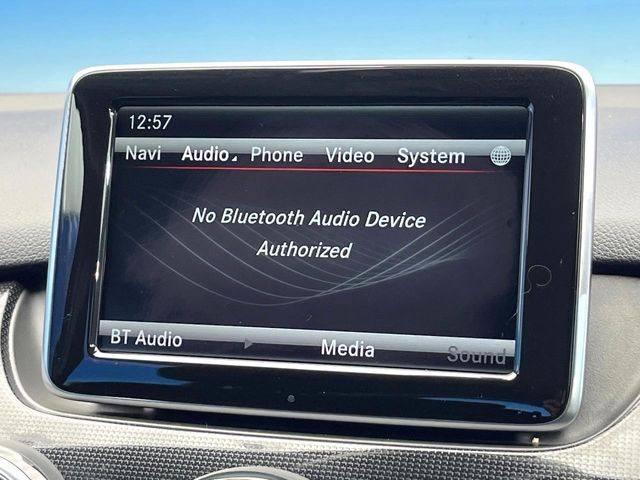 12:57
Navi Audio Phone Video System
No Bluetooth Audio Device
Authorized
BT Audio Media Sound